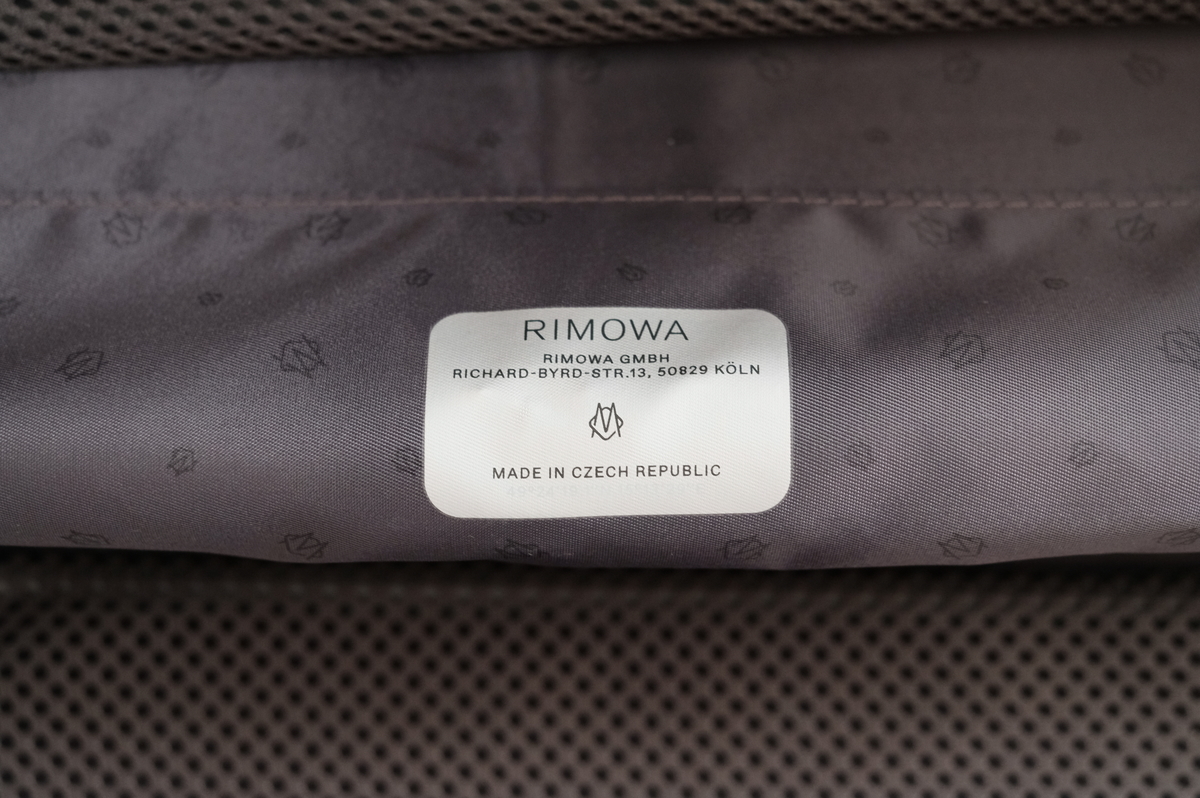 RIMOWA
RIMOWA GMBH
RICHARD-BYRD-STR.13, 50829 KÖLN
MADE IN CZECH REPUBLIC